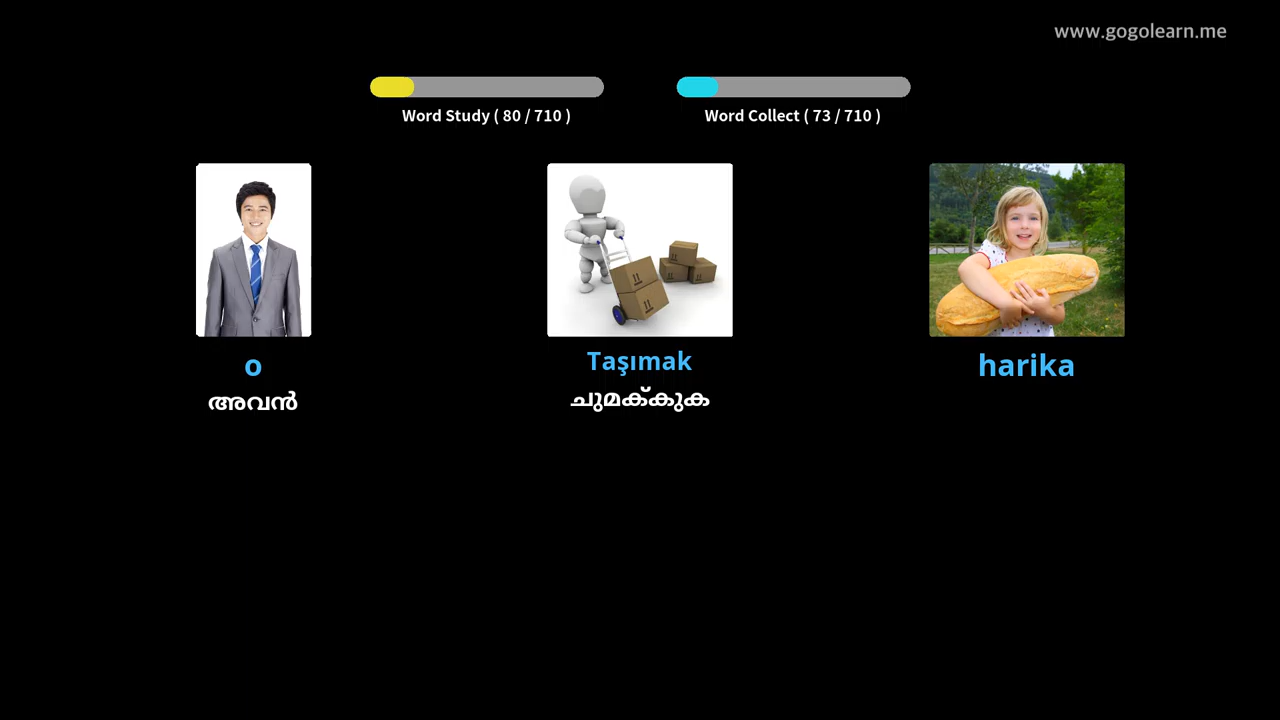 www.gogolearn.me
Word Study ( 80 / 710 )
Word Collect ( 73 / 710 )
o
അവൻ
Taşımak
ചുമക്കുക
harika